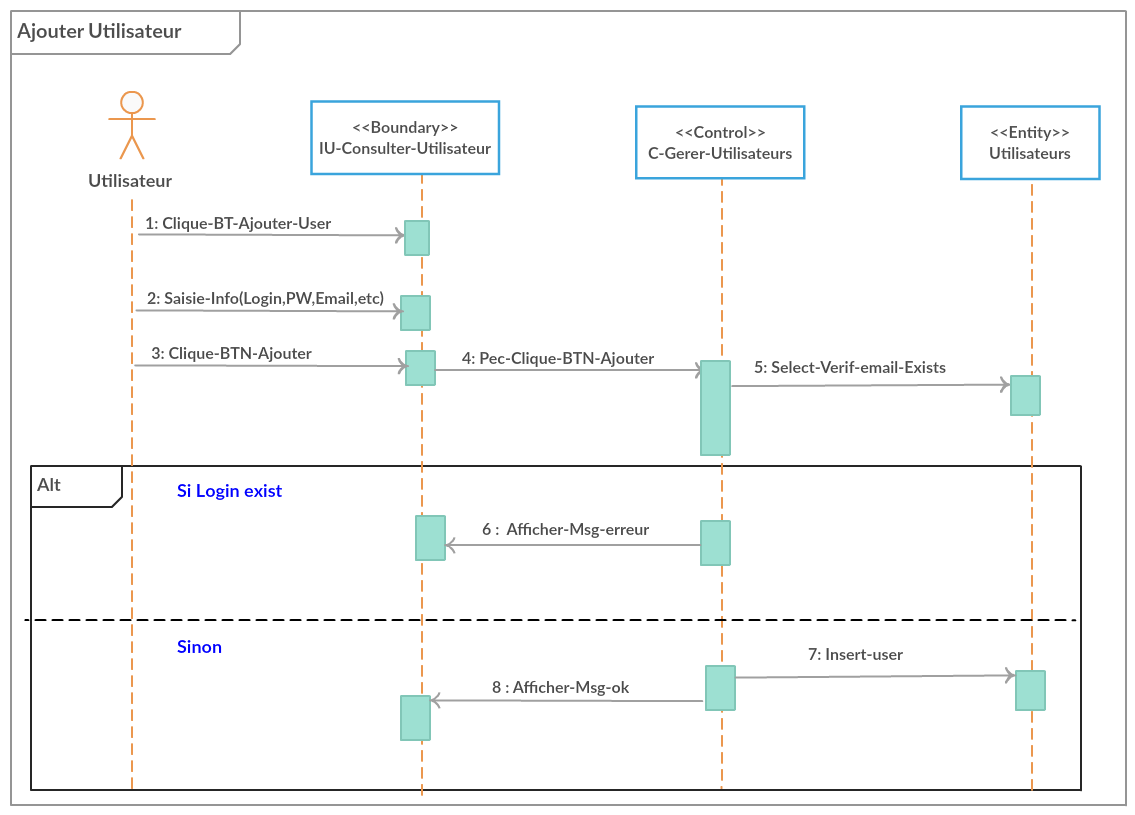 Ajouter Utilisateur
<<Boundary>>
IU-Consulter-Utilisateur
<<Control>>
C-Gerer-Utilisateurs
<<Entity>>
Utilisateurs
Utilisateur
1: Clique-BT-Ajouter-User
2: Saisie-Info(Login,PW,Email,etc)
3: Clique-BTN-Ajouter
4: Pec-Clique-BTN-Ajouter
5: Select-Verif-email-Exists
Alt
Si Login exist
6 : Afficher-Msg-erreur
Sinon
7: Insert-user
8 : Afficher-Msg-ok